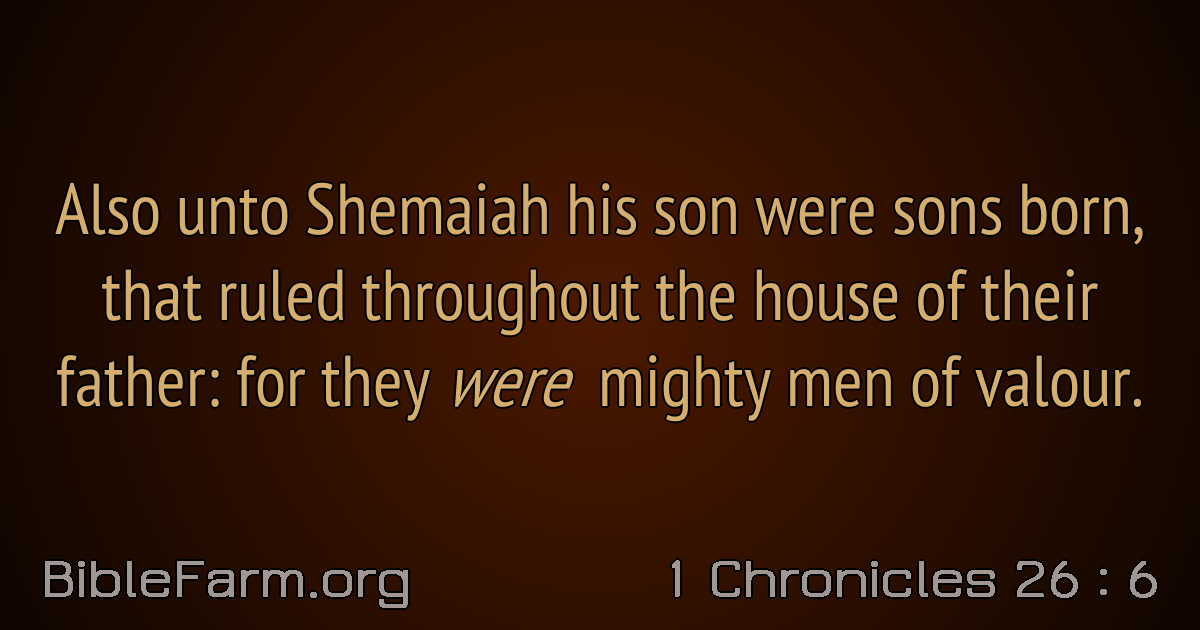 Also unto Shemaiah his son were sons born,
that ruled throughout the house of their
father: for they were mighty men of valour.
BibleFarm.org
1 Chronicles 26 : 6